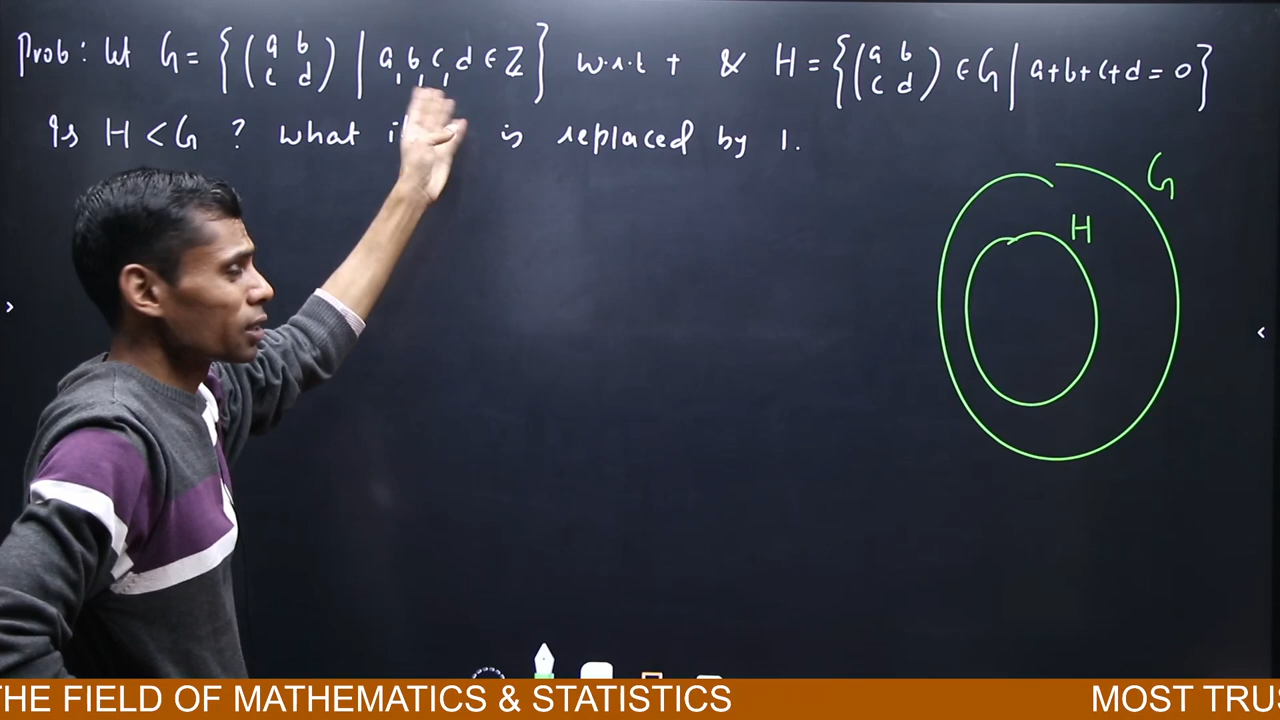 Prob: Let G = { ( a b c d ) | a, b, c, d ∈ ℤ } w.r.t + & H = { ( a b c d ) ∈ G | a+b+c+d = 0 }
Is H < G ? what is replaced by 1.
G
H
THE FIELD OF MATHEMATICS & STATISTICS
MOST TRUS